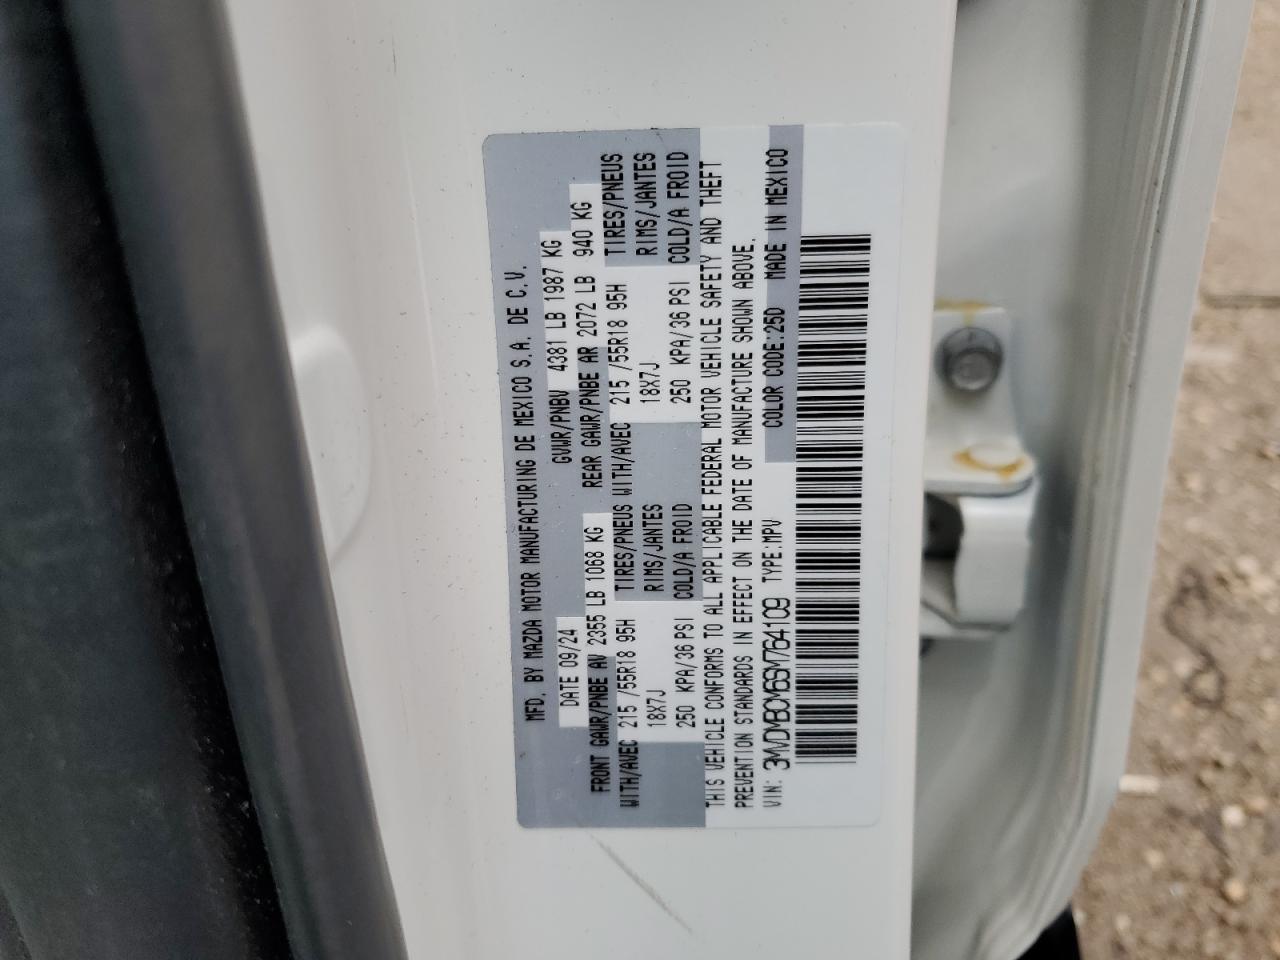 MFD. BY MAZDA MOTOR MANUFACTURING DE MEXICO S.A. DE C.V.
DATE 09/24 GVWR/PNBV 4381 LB 1987 KG
FRONT GAWR/PNBE AV 2355 LB 1068 KG REAR GAWR/PNBE AR 2072 LB 940 KG
WITH/AVEC 215 /55R18 95H TIRES/PNEUS WITH/AVEC 215 /55R18 95H TIRES/PNEUS
18X7J RIMS/JANTES 18X7J RIMS/JANTES
250 KPA/36 PSI COLD/A FROID 250 KPA/36 PSI COLD/A FROID
THIS VEHICLE CONFORMS TO ALL APPLICABLE FEDERAL MOTOR VEHICLE SAFETY AND THEFT
PREVENTION STANDARDS IN EFFECT ON THE DATE OF MANUFACTURE SHOWN ABOVE.
VIN: 3MVDMBCM6SM764109 TYPE:MPV COLOR CODE:25D MADE IN MEXICO